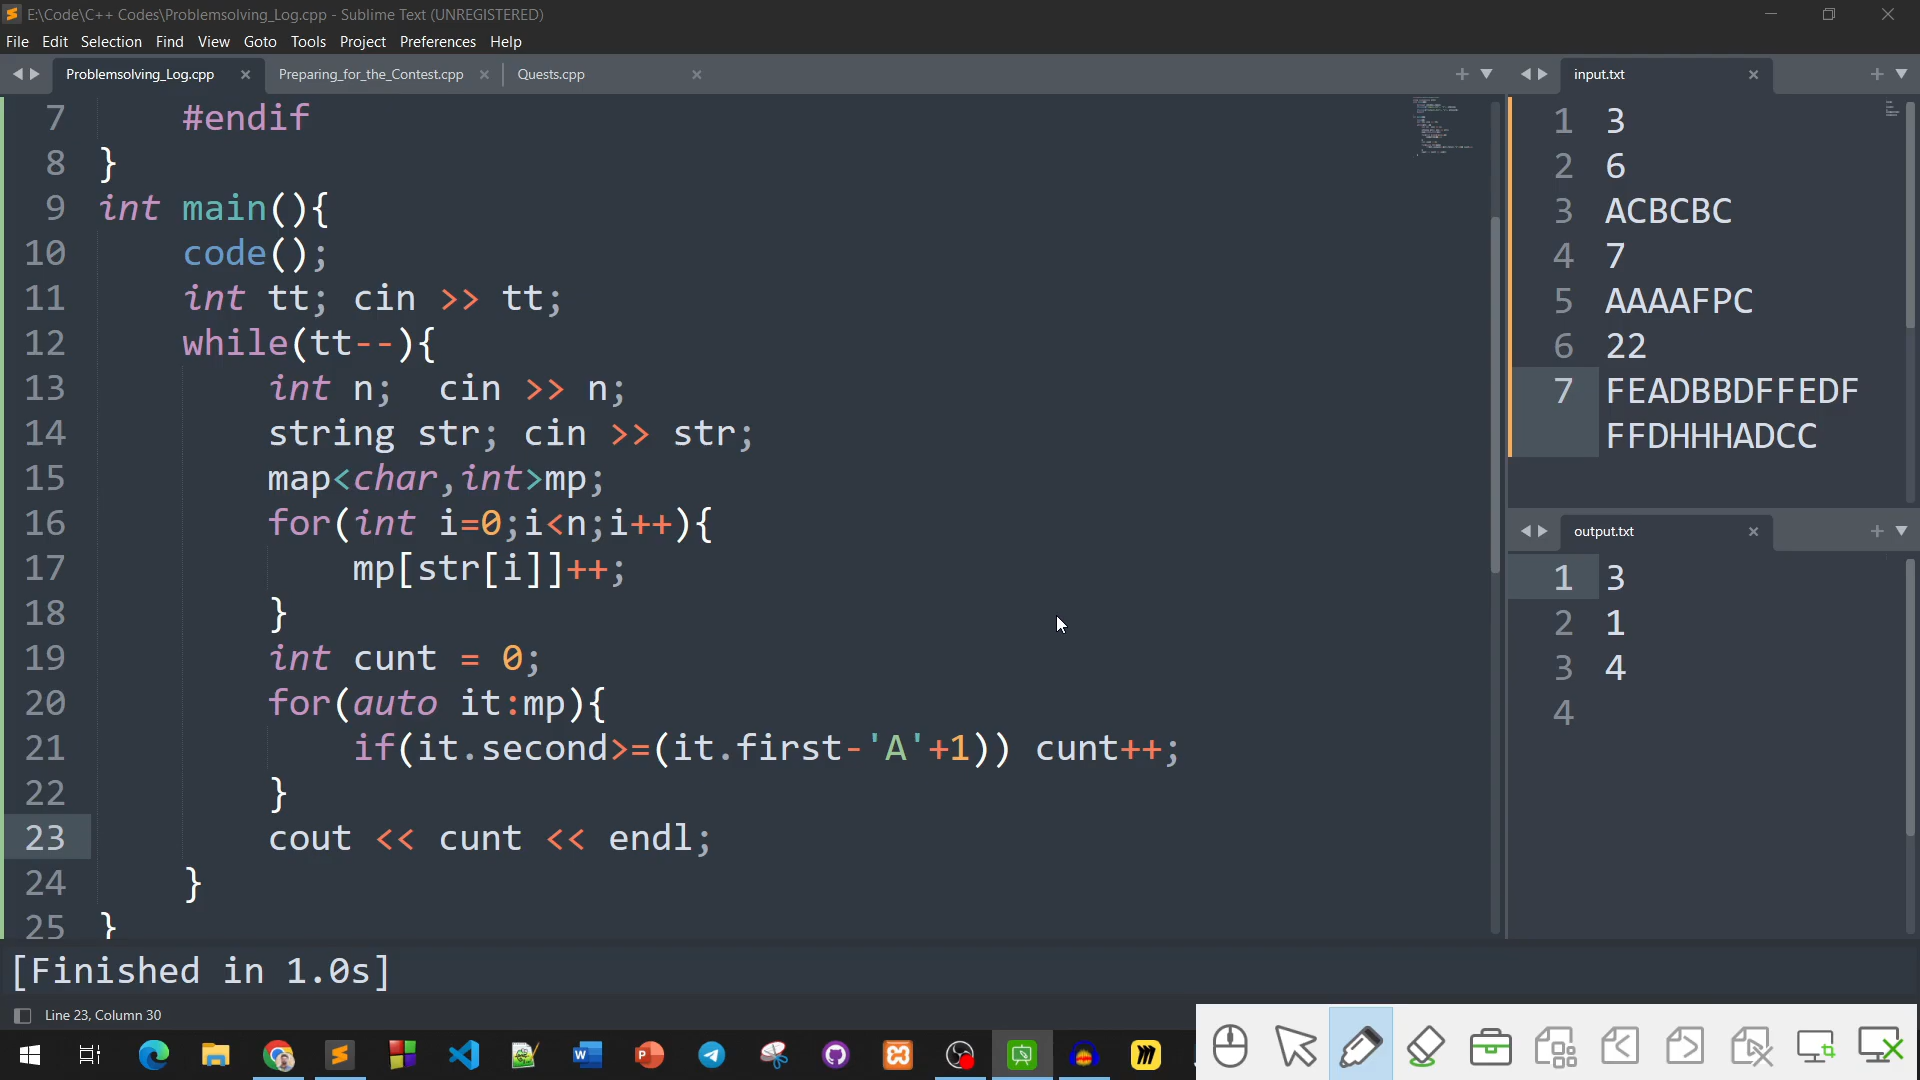 E:\Code\C++ Codes\Problemsolving_Log.cpp - Sublime Text (UNREGISTERED)
File Edit Selection Find View Goto Tools Project Preferences Help
Problemsolving_Log.cpp
Preparing_for_the_Contest.cpp
Quests.cpp
7 #endif
8 }
9 int main(){
10 code();
11 int tt; cin >> tt;
12 while(tt--){
13 int n;  cin >> n;
14 string str; cin >> str;
15 map<char,int>mp;
16 for(int i=0;i<n;i++){
17 mp[str[i]]++;
18 }
19 int cunt = 0;
20 for(auto it:mp){
21 if(it.second>=(it.first-'A'+1)) cunt++;
22 }
23 cout << cunt << endl;
24 }
25 }
input.txt
1 3
2 6
3 ACBCBC
4 7
5 AAAAFPC
6 22
7 FEADBBDFFEDF
FFDHHHADCC
output.txt
1 3
2 1
3 4
4
[Finished in 1.0s]
Line 23, Column 30